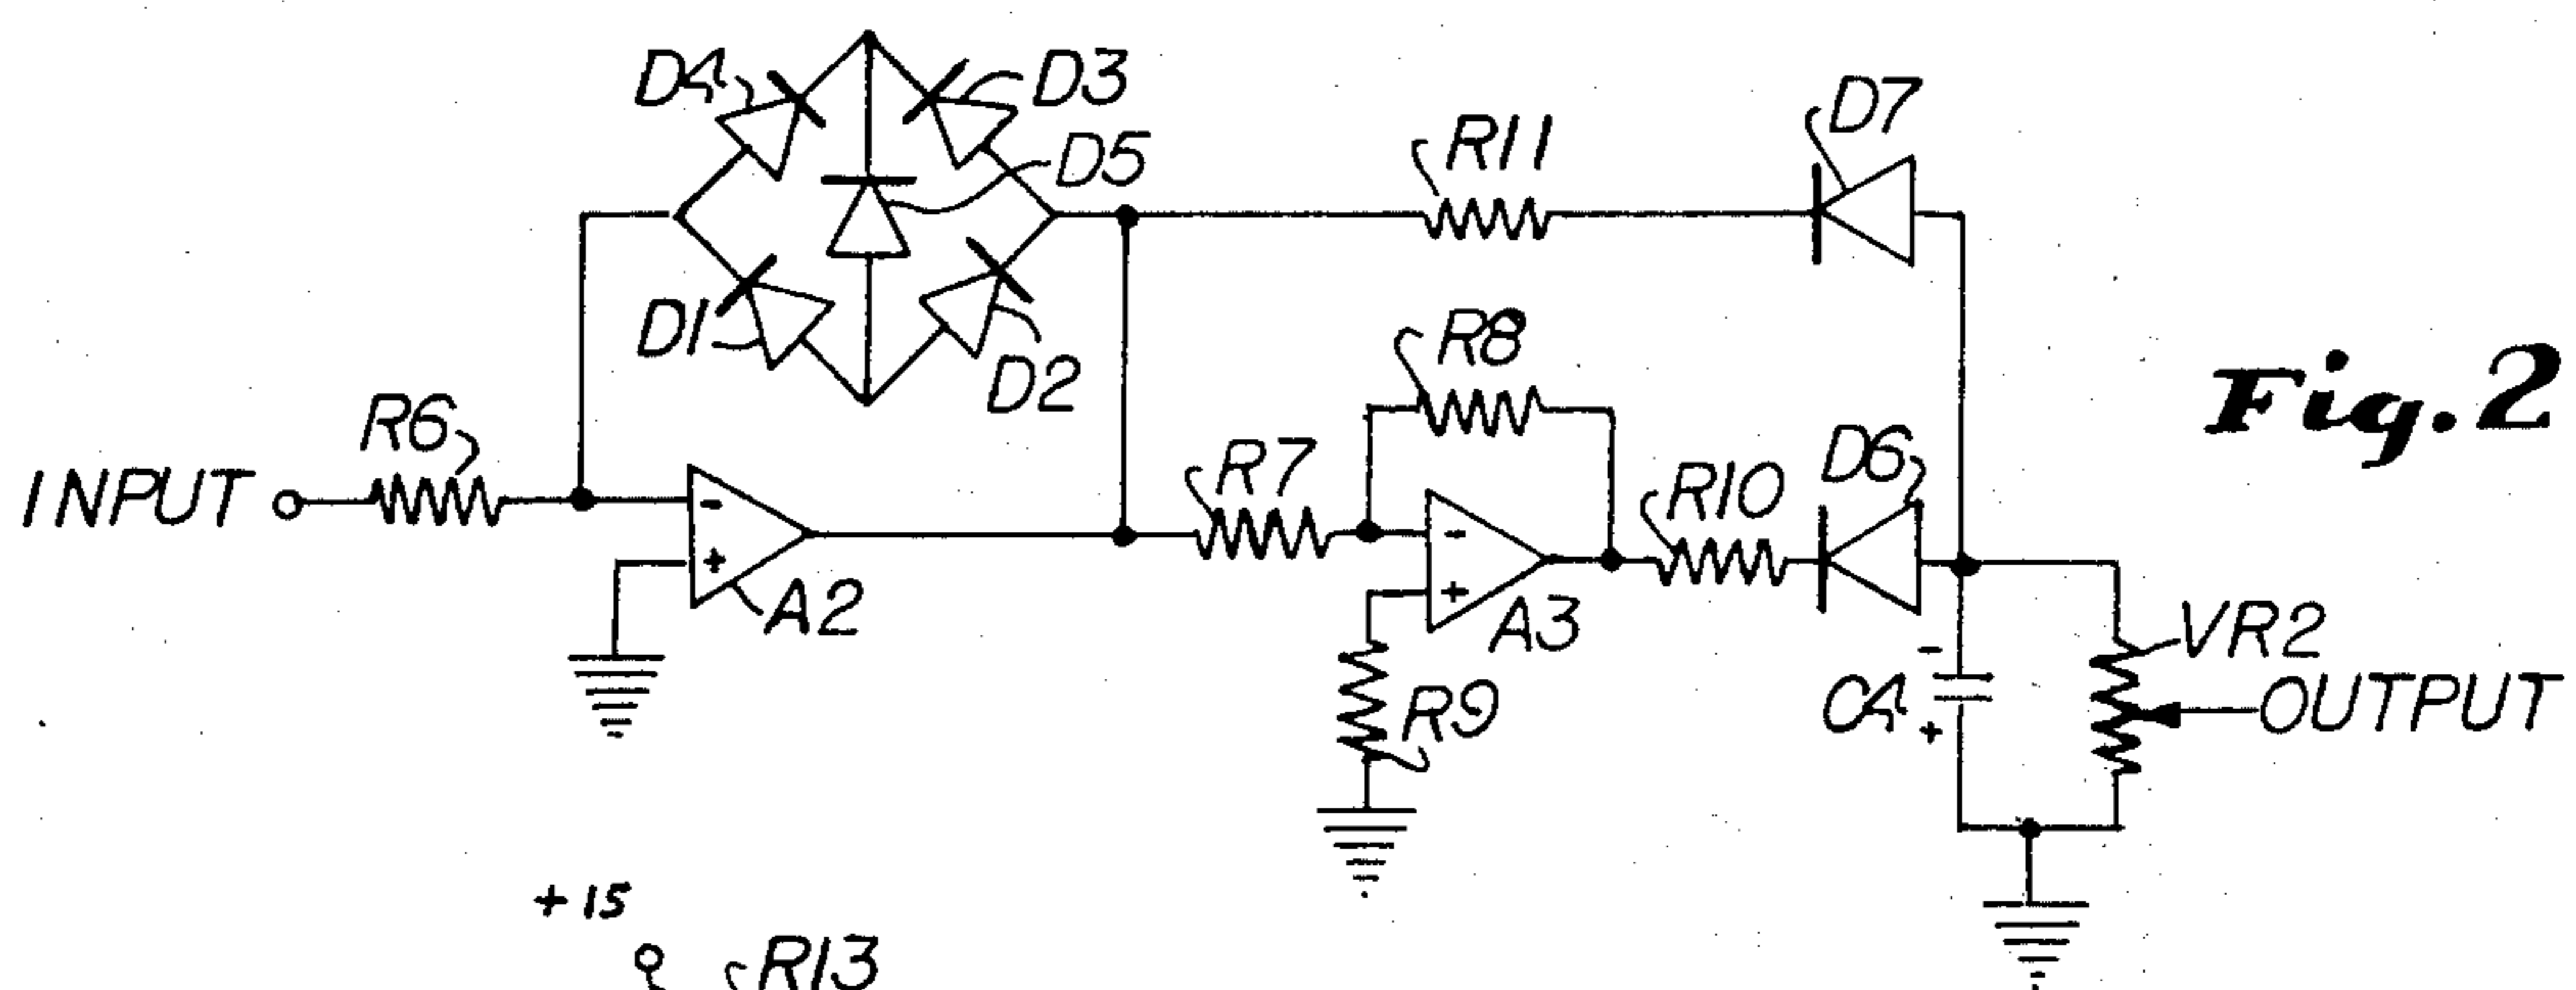 D4
D3
D7
R11
D5
D1
R8
D2
Fig. 2
R6
D6
R7
R10
INPUT
-
-
+
A2
+
A3
-
VR2
C4
OUTPUT
R9
+
+15
R13